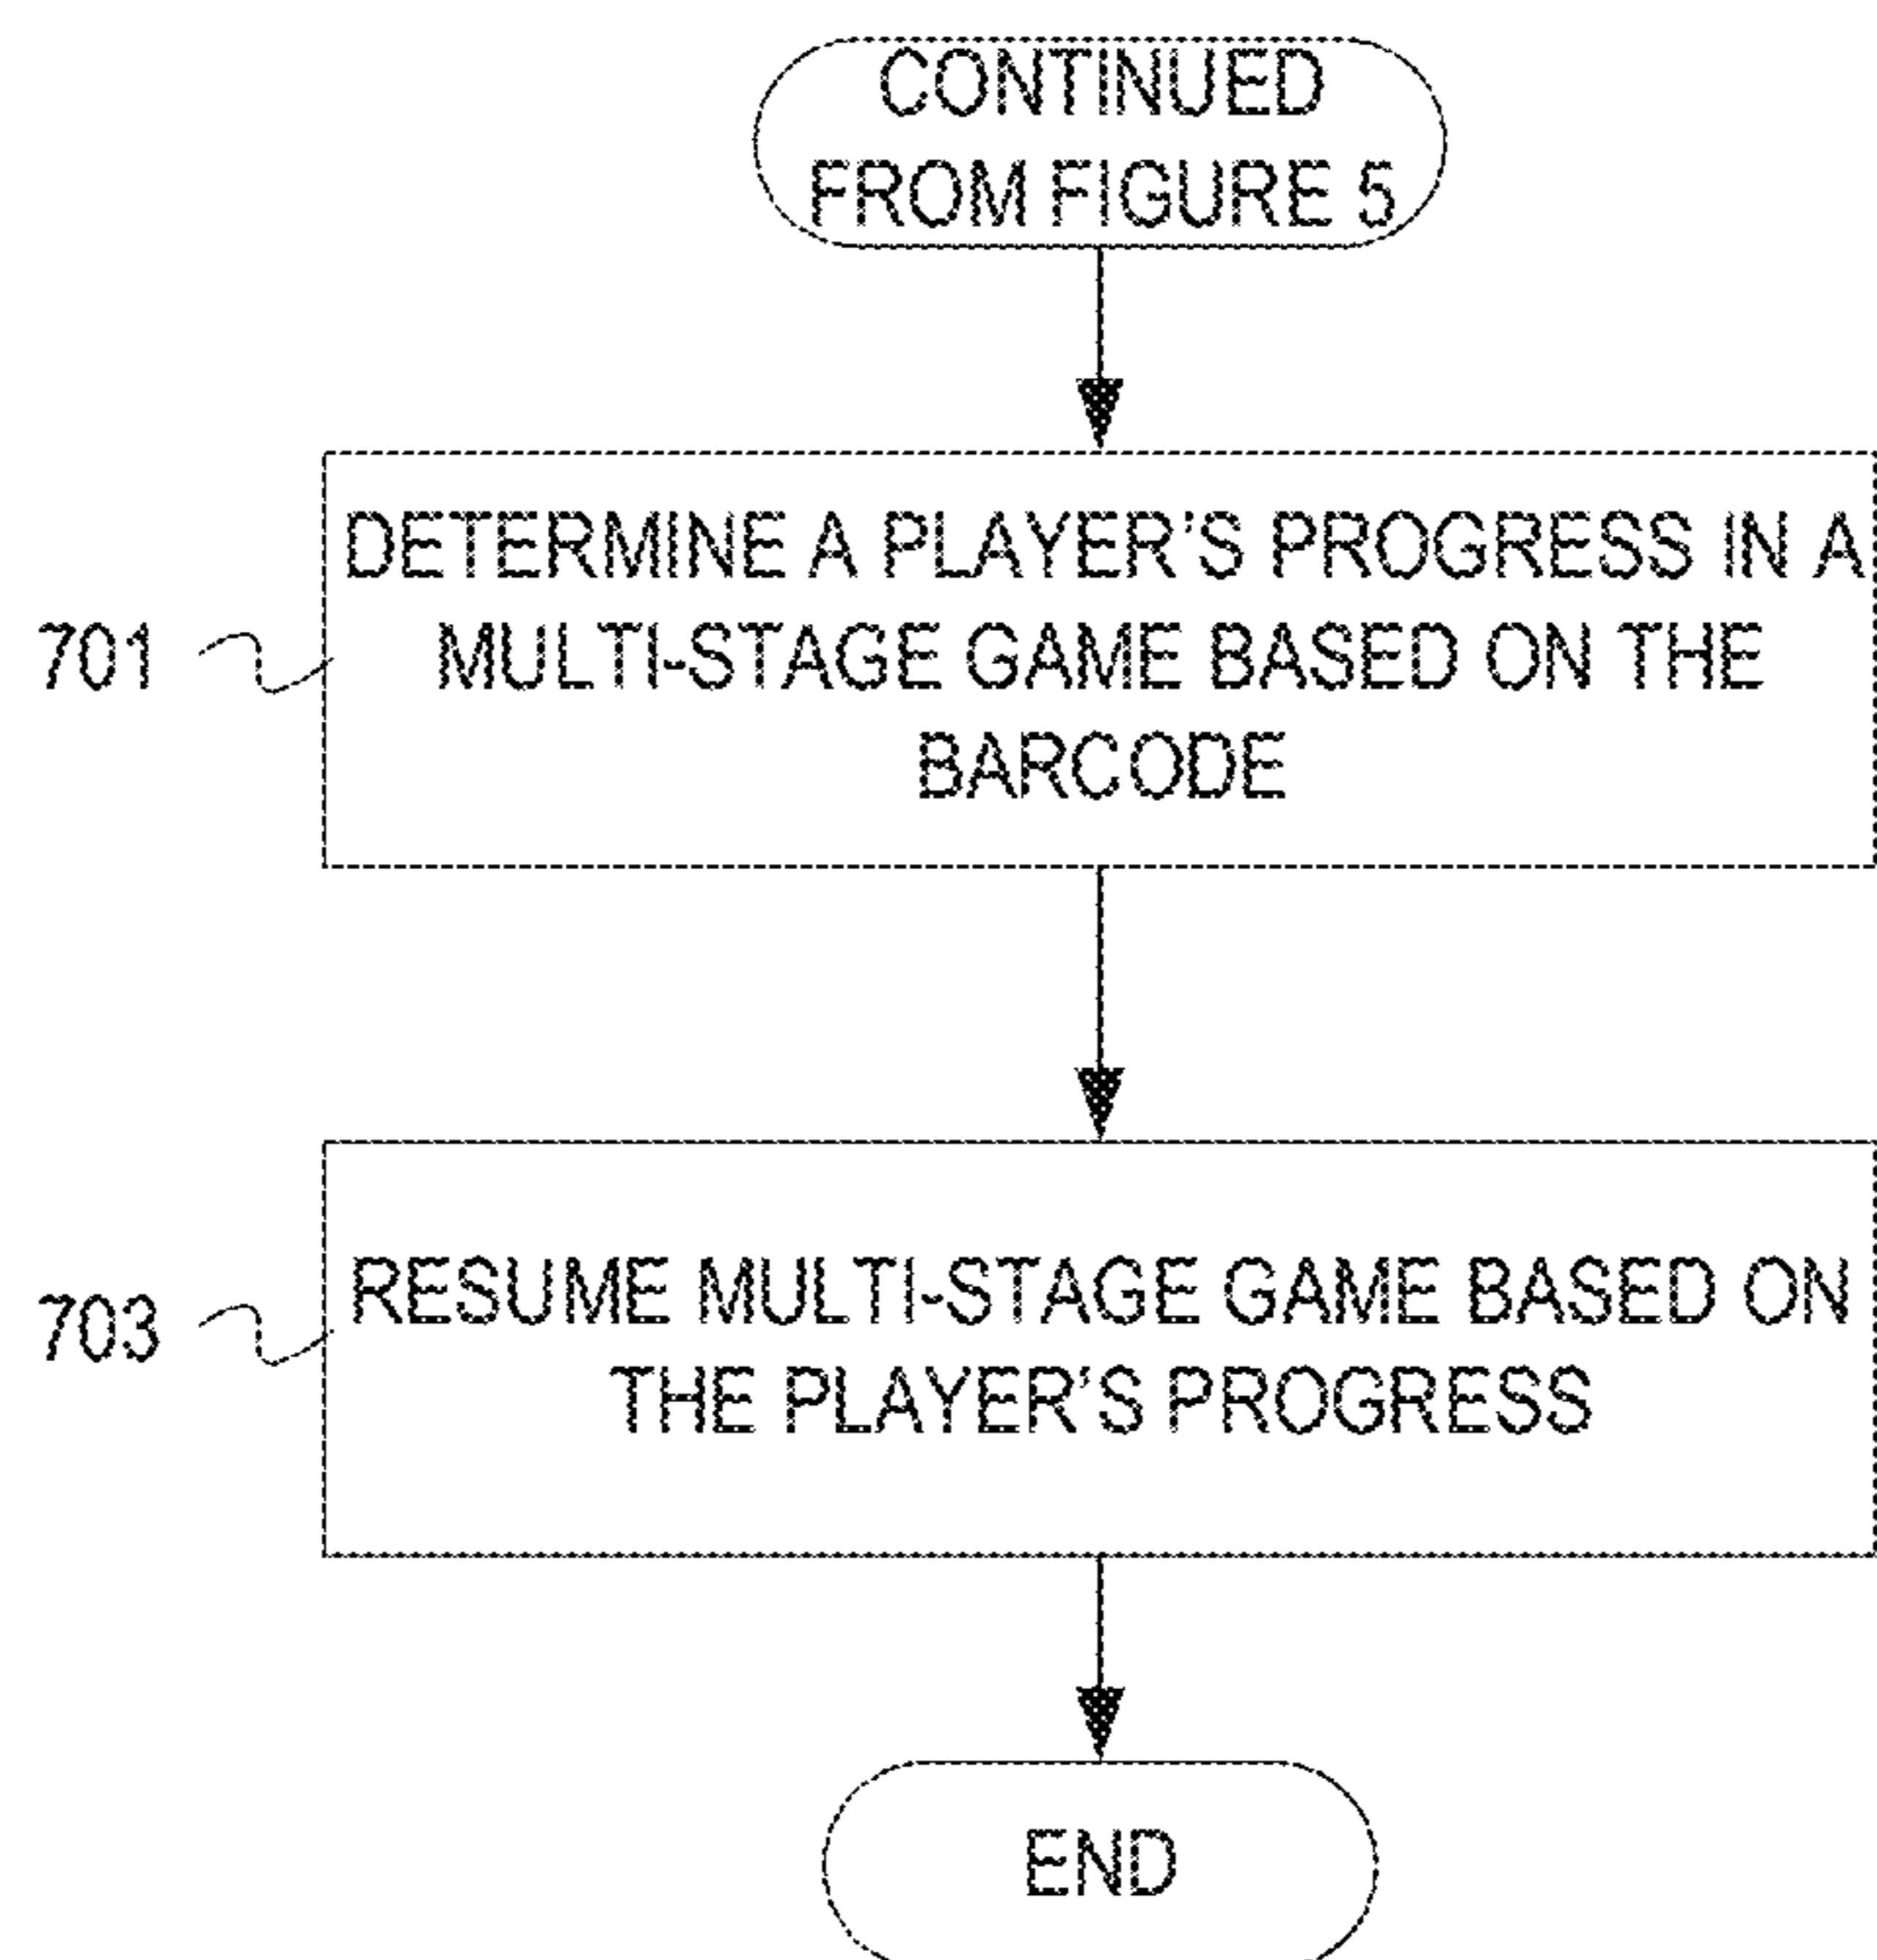 CONTINUED
FROM FIGURE 5
DETERMINE A PLAYER'S PROGRESS IN A
701
MULTI-STAGE GAME BASED ON THE
BARCODE
RESUME MULTI-STAGE GAME BASED ON
703
THE PLAYER'S PROGRESS
END